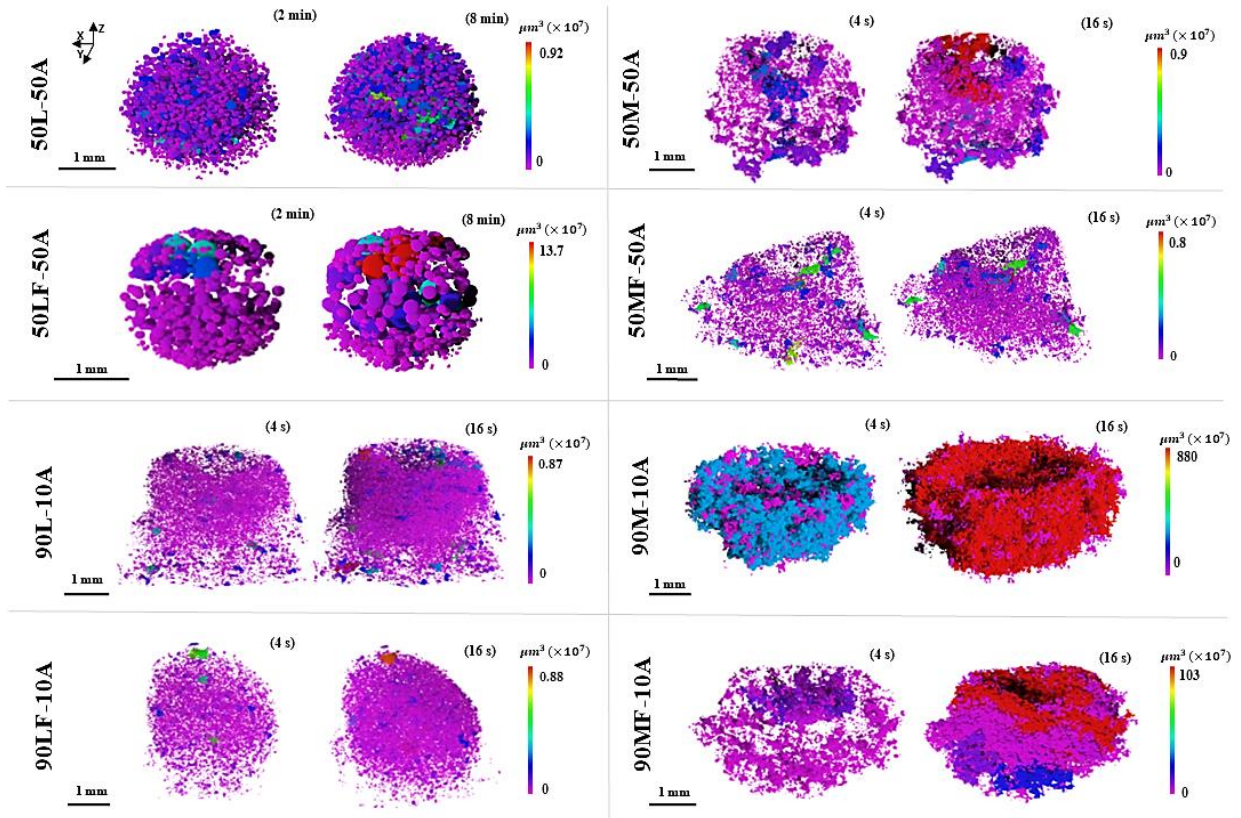 50L-50A
Z
X
Y
(2 min)
(8 min)
μm³ (×10⁷)
0.92
0
1 mm
50M-50A
(4 s)
(16 s)
μm³ (×10⁷)
0.9
0
1 mm
50LF-50A
(2 min)
(8 min)
μm³ (×10⁷)
13.7
0
1 mm
50MF-50A
(4 s)
(16 s)
μm³ (×10⁷)
0.8
0
1 mm
90L-10A
(4 s)
(16 s)
μm³ (×10⁷)
0.87
0
1 mm
90M-10A
(4 s)
(16 s)
μm³ (×10⁷)
880
0
1 mm
90LF-10A
(4 s)
(16 s)
μm³ (×10⁷)
0.88
0
1 mm
90MF-10A
(4 s)
(16 s)
μm³ (×10⁷)
103
0
1 mm